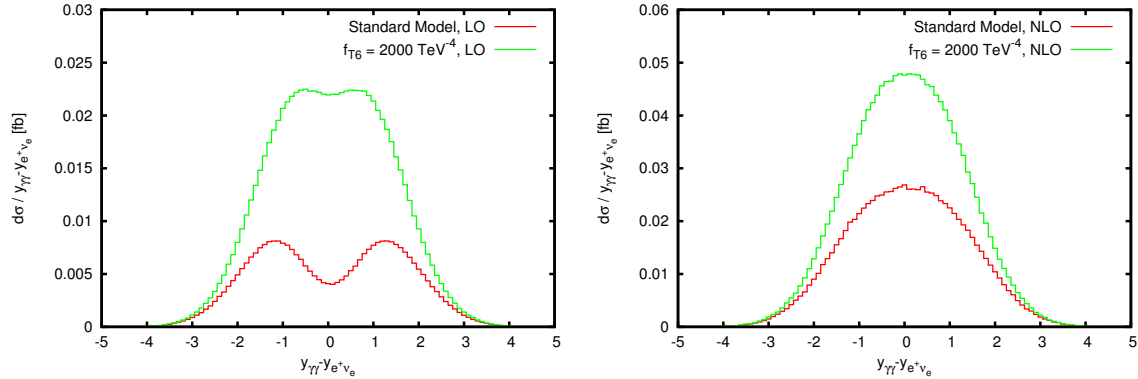 0.03
0.025
0.02
0.015
0.01
0.005
0
dσ / y_γγ-y_e⁺ν_e [fb]
Standard Model, LO
f_T6 = 2000 TeV⁻⁴, LO
-5 -4 -3 -2 -1 0 1 2 3 4 5
y_γγ-y_e⁺ν_e
0.06
0.05
0.04
0.03
0.02
0.01
0
dσ / y_γγ-y_e⁺ν_e [fb]
Standard Model, NLO
f_T6 = 2000 TeV⁻⁴, NLO
-5 -4 -3 -2 -1 0 1 2 3 4 5
y_γγ-y_e⁺ν_e